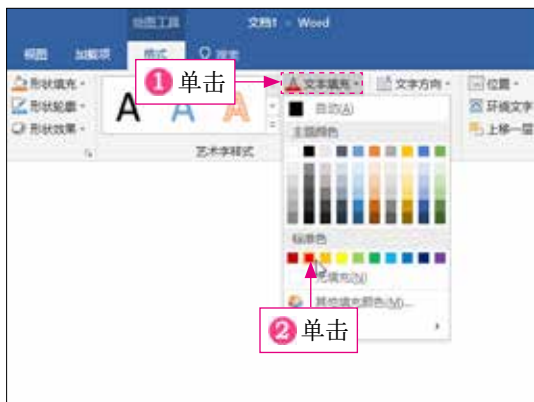 绘图工具 文档1 - Word
视图 加载项 格式 搜索
形状填充 文本填充 文字方向 位置
形状轮廓 A A A 自动(A) 环绕文字
形状效果 主题颜色 上移一层
艺术字样式
标准色
无填充(N)
其他填充颜色(M)...
1 单击
2 单击